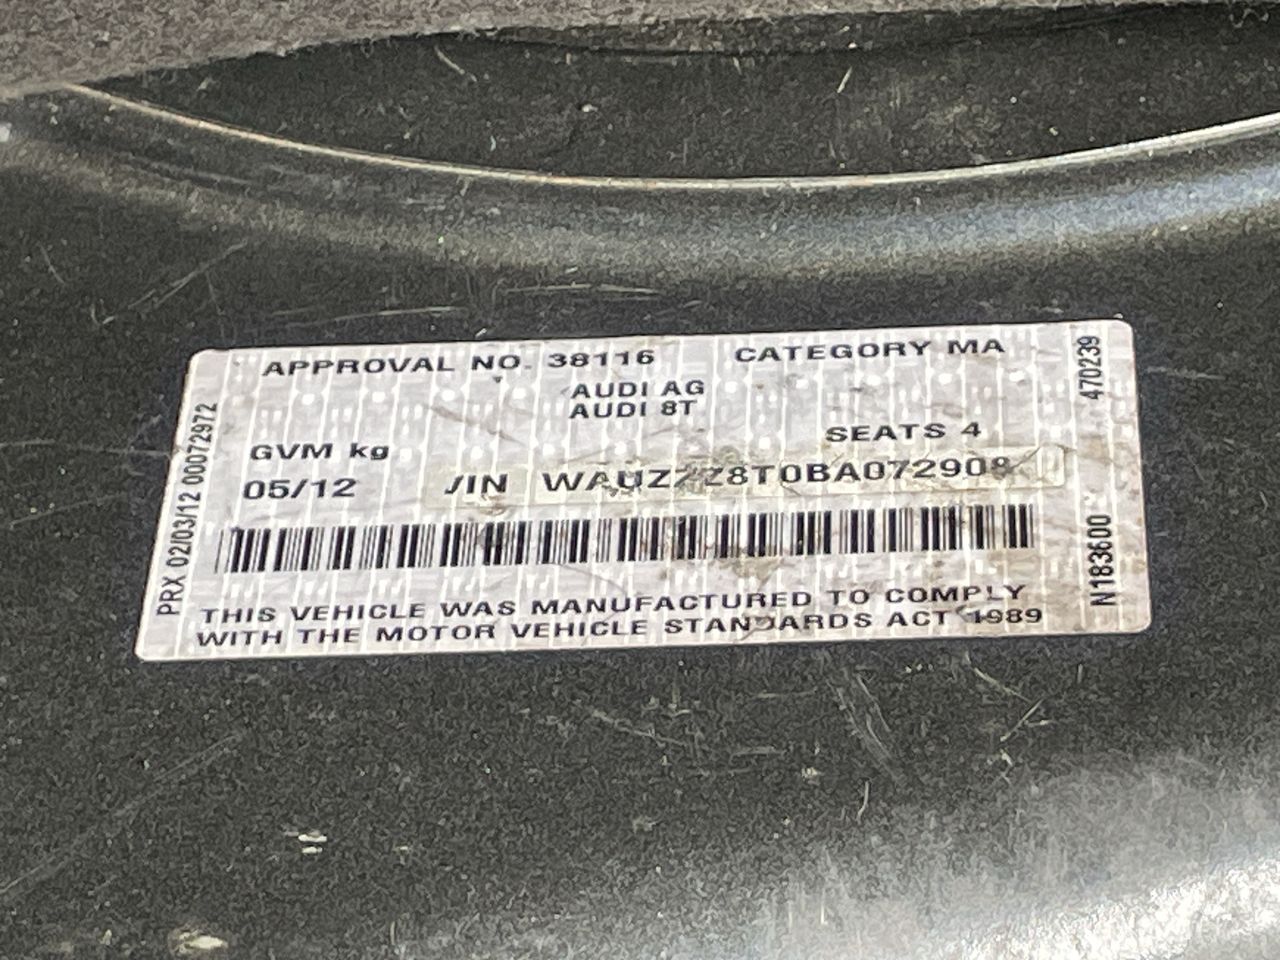 APPROVAL NO. 38116 CATEGORY MA
AUDI AG
AUDI 8T
GVM kg SEATS 4
05/12 VIN WAUZZZ8T0BA072908
THIS VEHICLE WAS MANUFACTURED TO COMPLY
WITH THE MOTOR VEHICLE STANDARDS ACT 1989
PRX 02/03/12 00072972
470239
N183600